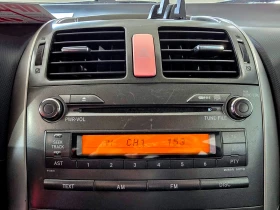 PWR·VOL
TUNE·FILE
SEEK
TRACK
CH1
AST
1 2 3 4 5 6
PTY
TEXT
AM
FM
DISC